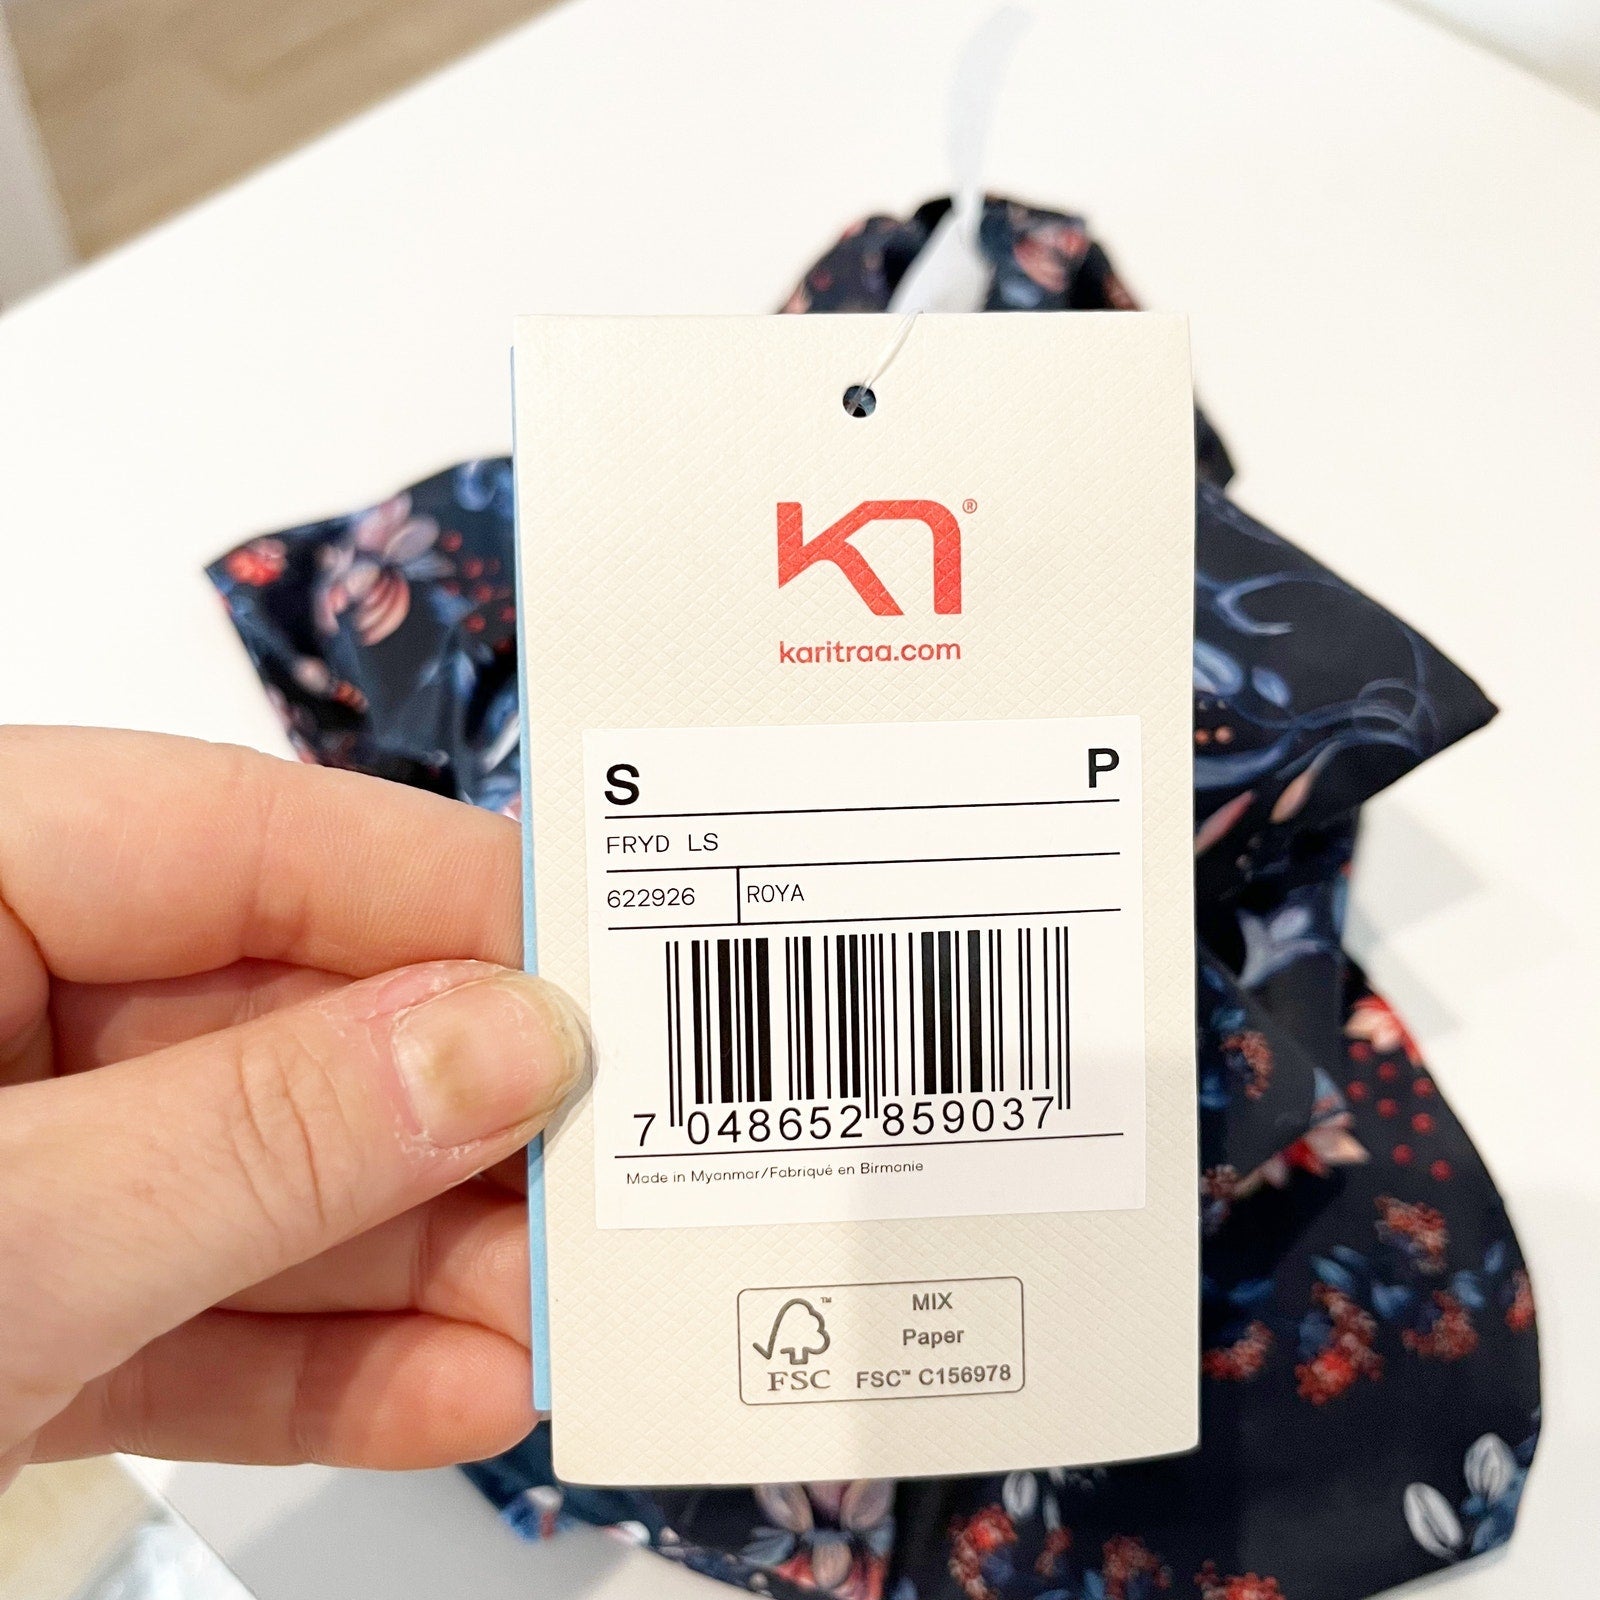 ®
karitraa.com
S P
FRYD LS
622926 ROYA
7 048652 859037
Made in Myanmar/Fabriqué en Birmanie
™
FSC
MIX
Paper
FSC™ C156978